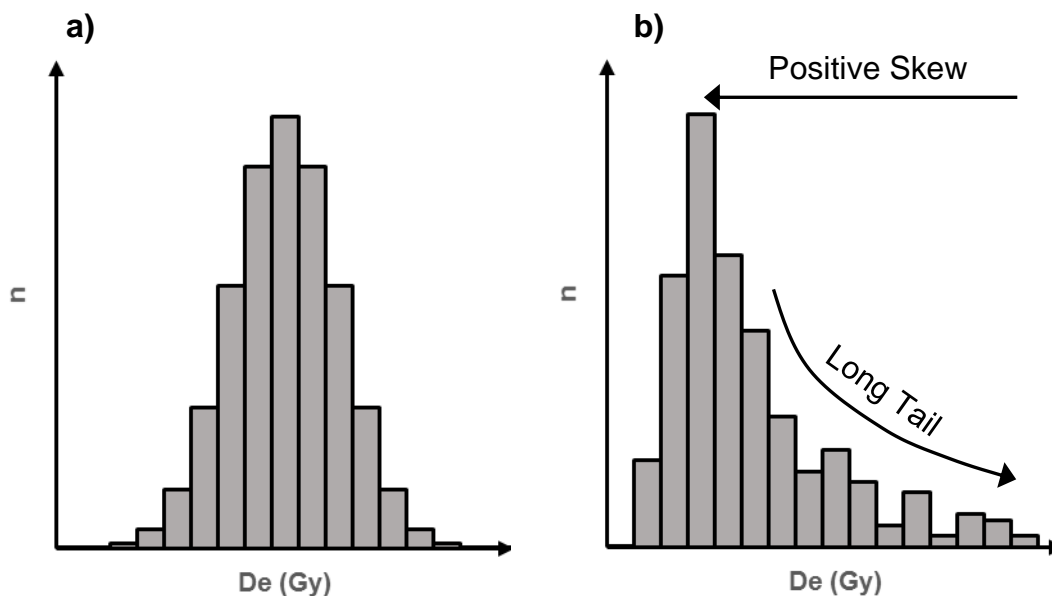 a)
n
De (Gy)
b)
Positive Skew
Long Tail
n
De (Gy)